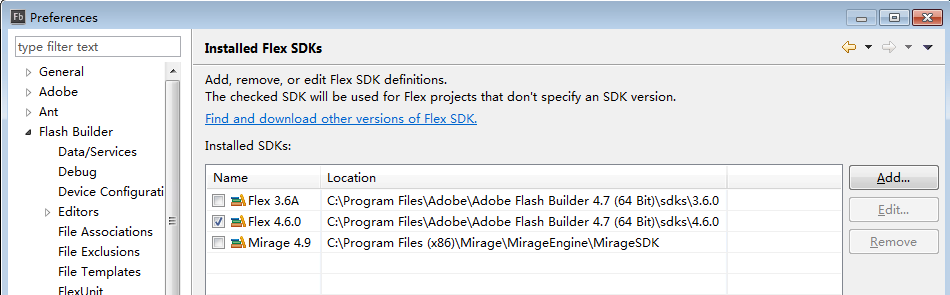 Fb Preferences
type filter text
General
Adobe
Ant
Flash Builder
Data/Services
Debug
Device Configurati
Editors
File Associations
File Exclusions
File Templates
FlexUnit
Installed Flex SDKs
Add, remove, or edit Flex SDK definitions.
The checked SDK will be used for Flex projects that don't specify an SDK version.
Find and download other versions of Flex SDK.
Installed SDKs:
Name Location
Flex 3.6A C:\Program Files\Adobe\Adobe Flash Builder 4.7 (64 Bit)\sdks\3.6.0
Flex 4.6.0 C:\Program Files\Adobe\Adobe Flash Builder 4.7 (64 Bit)\sdks\4.6.0
Mirage 4.9 C:\Program Files (x86)\Mirage\MirageEngine\MirageSDK
Add...
Edit...
Remove